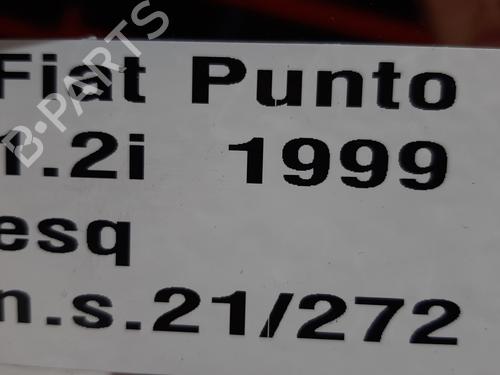 Fiat Punto
1.2i 1999
esq
n.s.21/272
B-PARTS